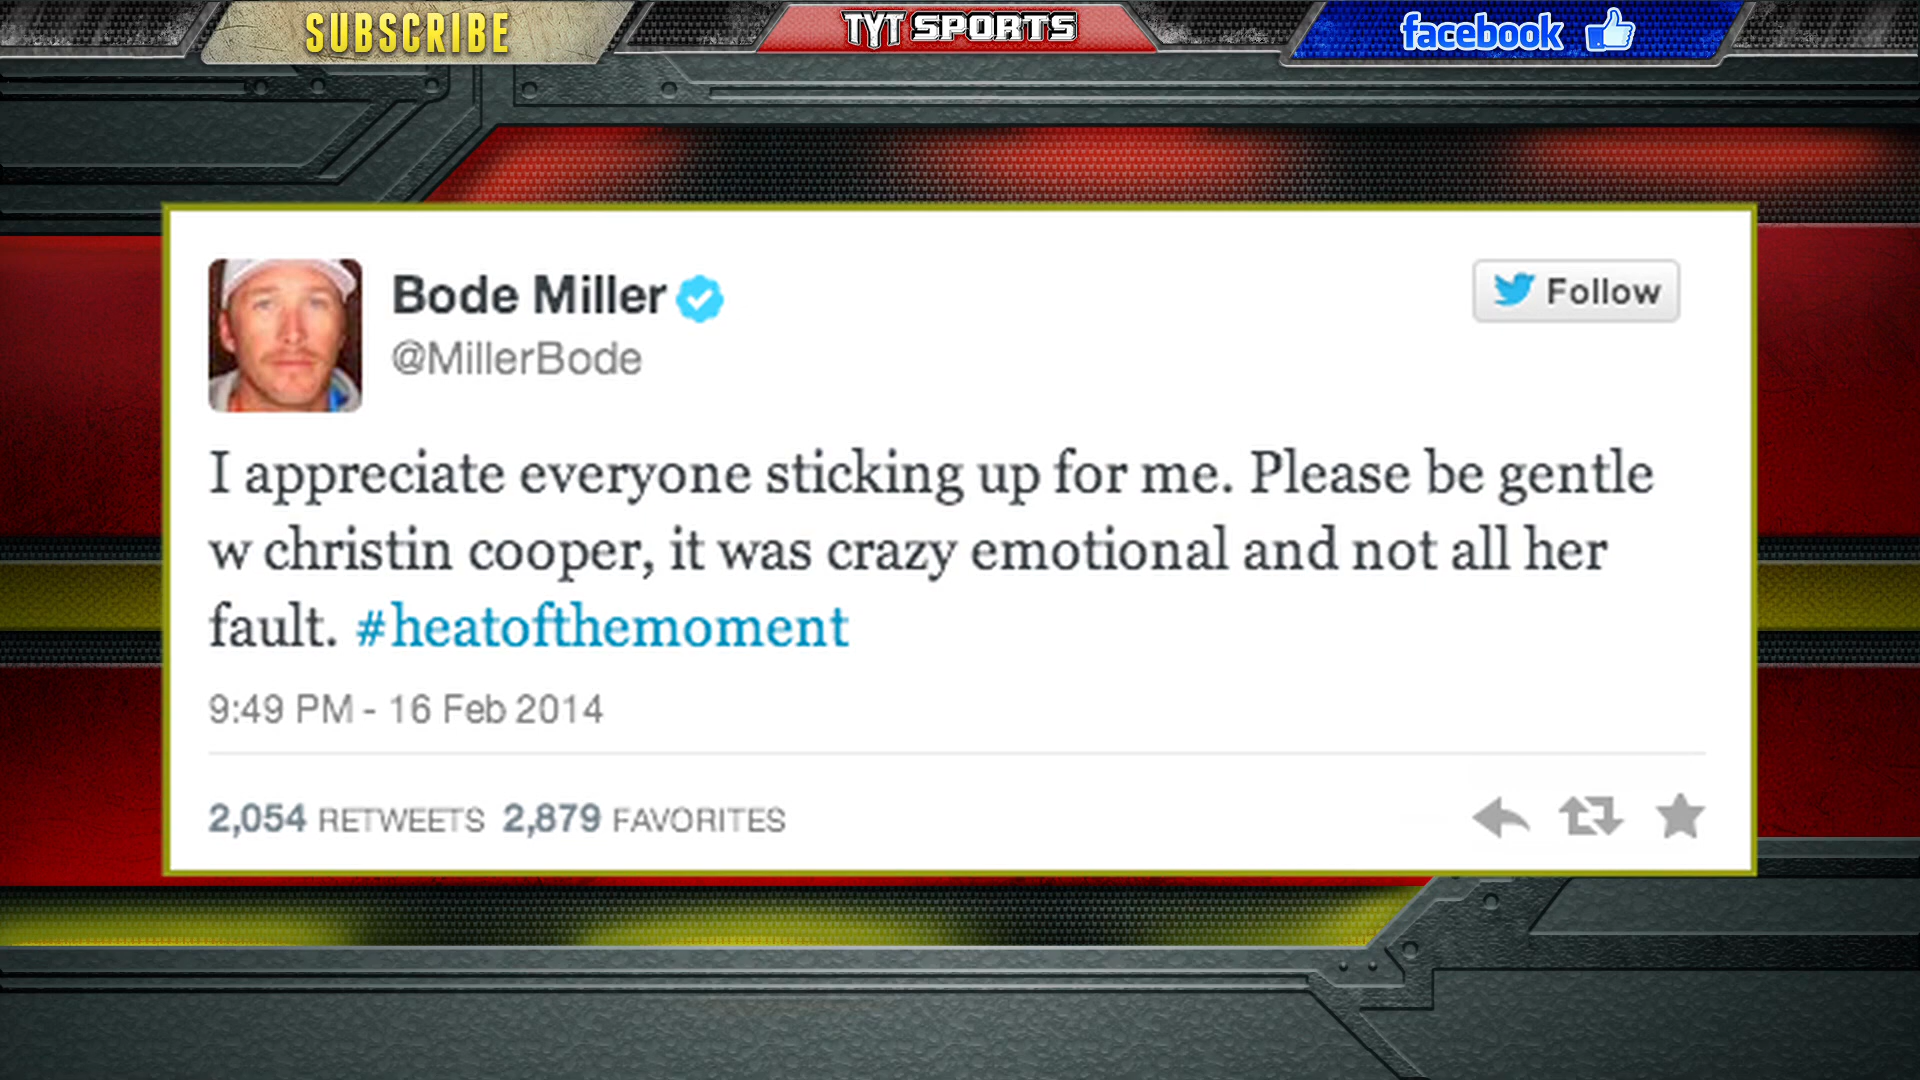 SUBSCRIBE
TYT SPORTS
facebook
Bode Miller
Follow
@MillerBode
I appreciate everyone sticking up for me. Please be gentle
w christin cooper, it was crazy emotional and not all her
fault. #heatofthemoment
9:49 PM - 16 Feb 2014
2,054 RETWEETS 2,879 FAVORITES